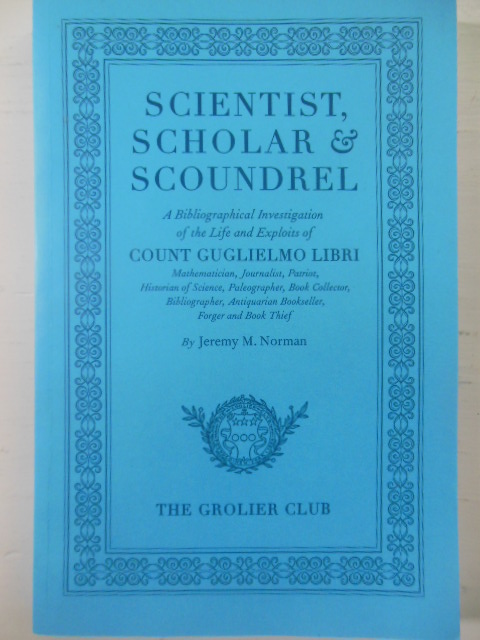 SCIENTIST,
SCHOLAR &
SCOUNDREL
A Bibliographical Investigation
of the Life and Exploits of
COUNT GUGLIELMO LIBRI
Mathematician, Journalist, Patriot,
Historian of Science, Paleographer, Book Collector,
Bibliographer, Antiquarian Bookseller,
Forger and Book Thief
By Jeremy M. Norman
THE GROLIER CLUB